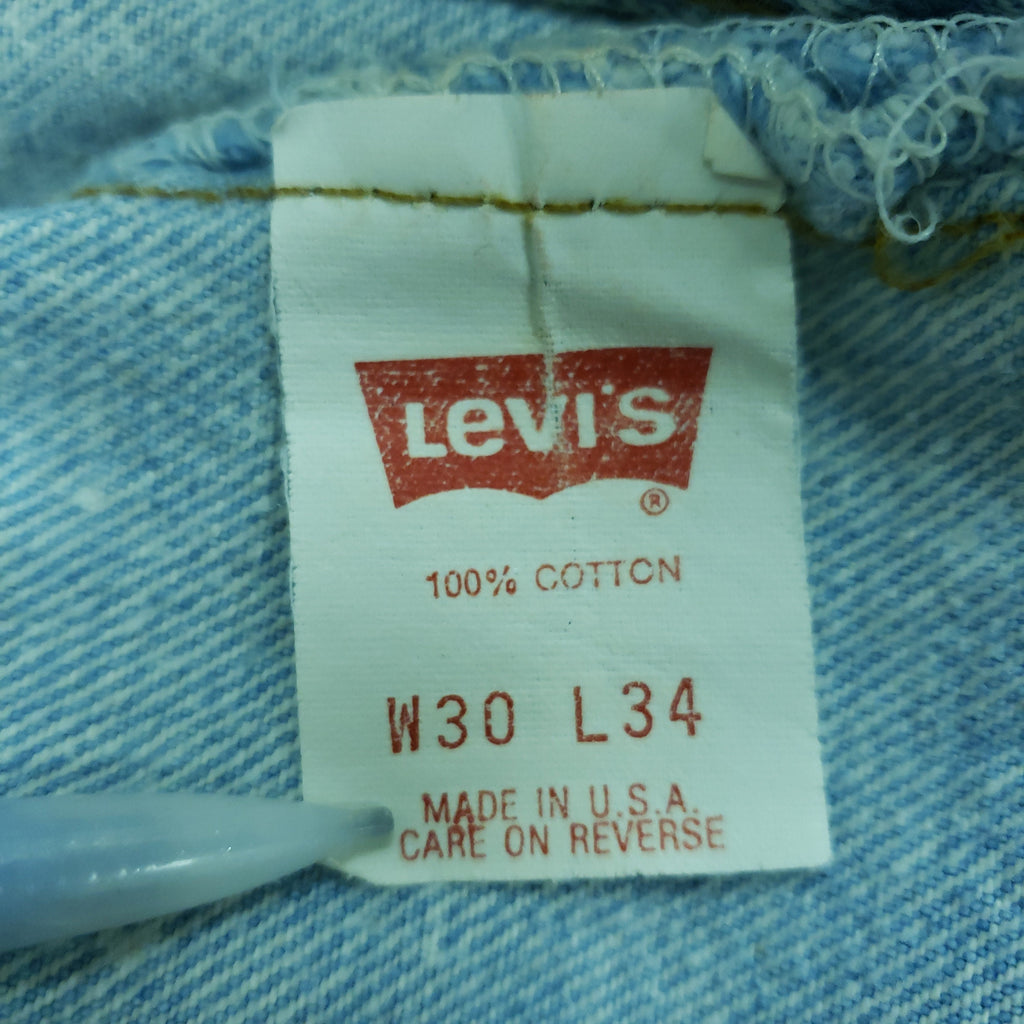 Levi's
®
100% COTTON
W30 L34
MADE IN U.S.A.
CARE ON REVERSE